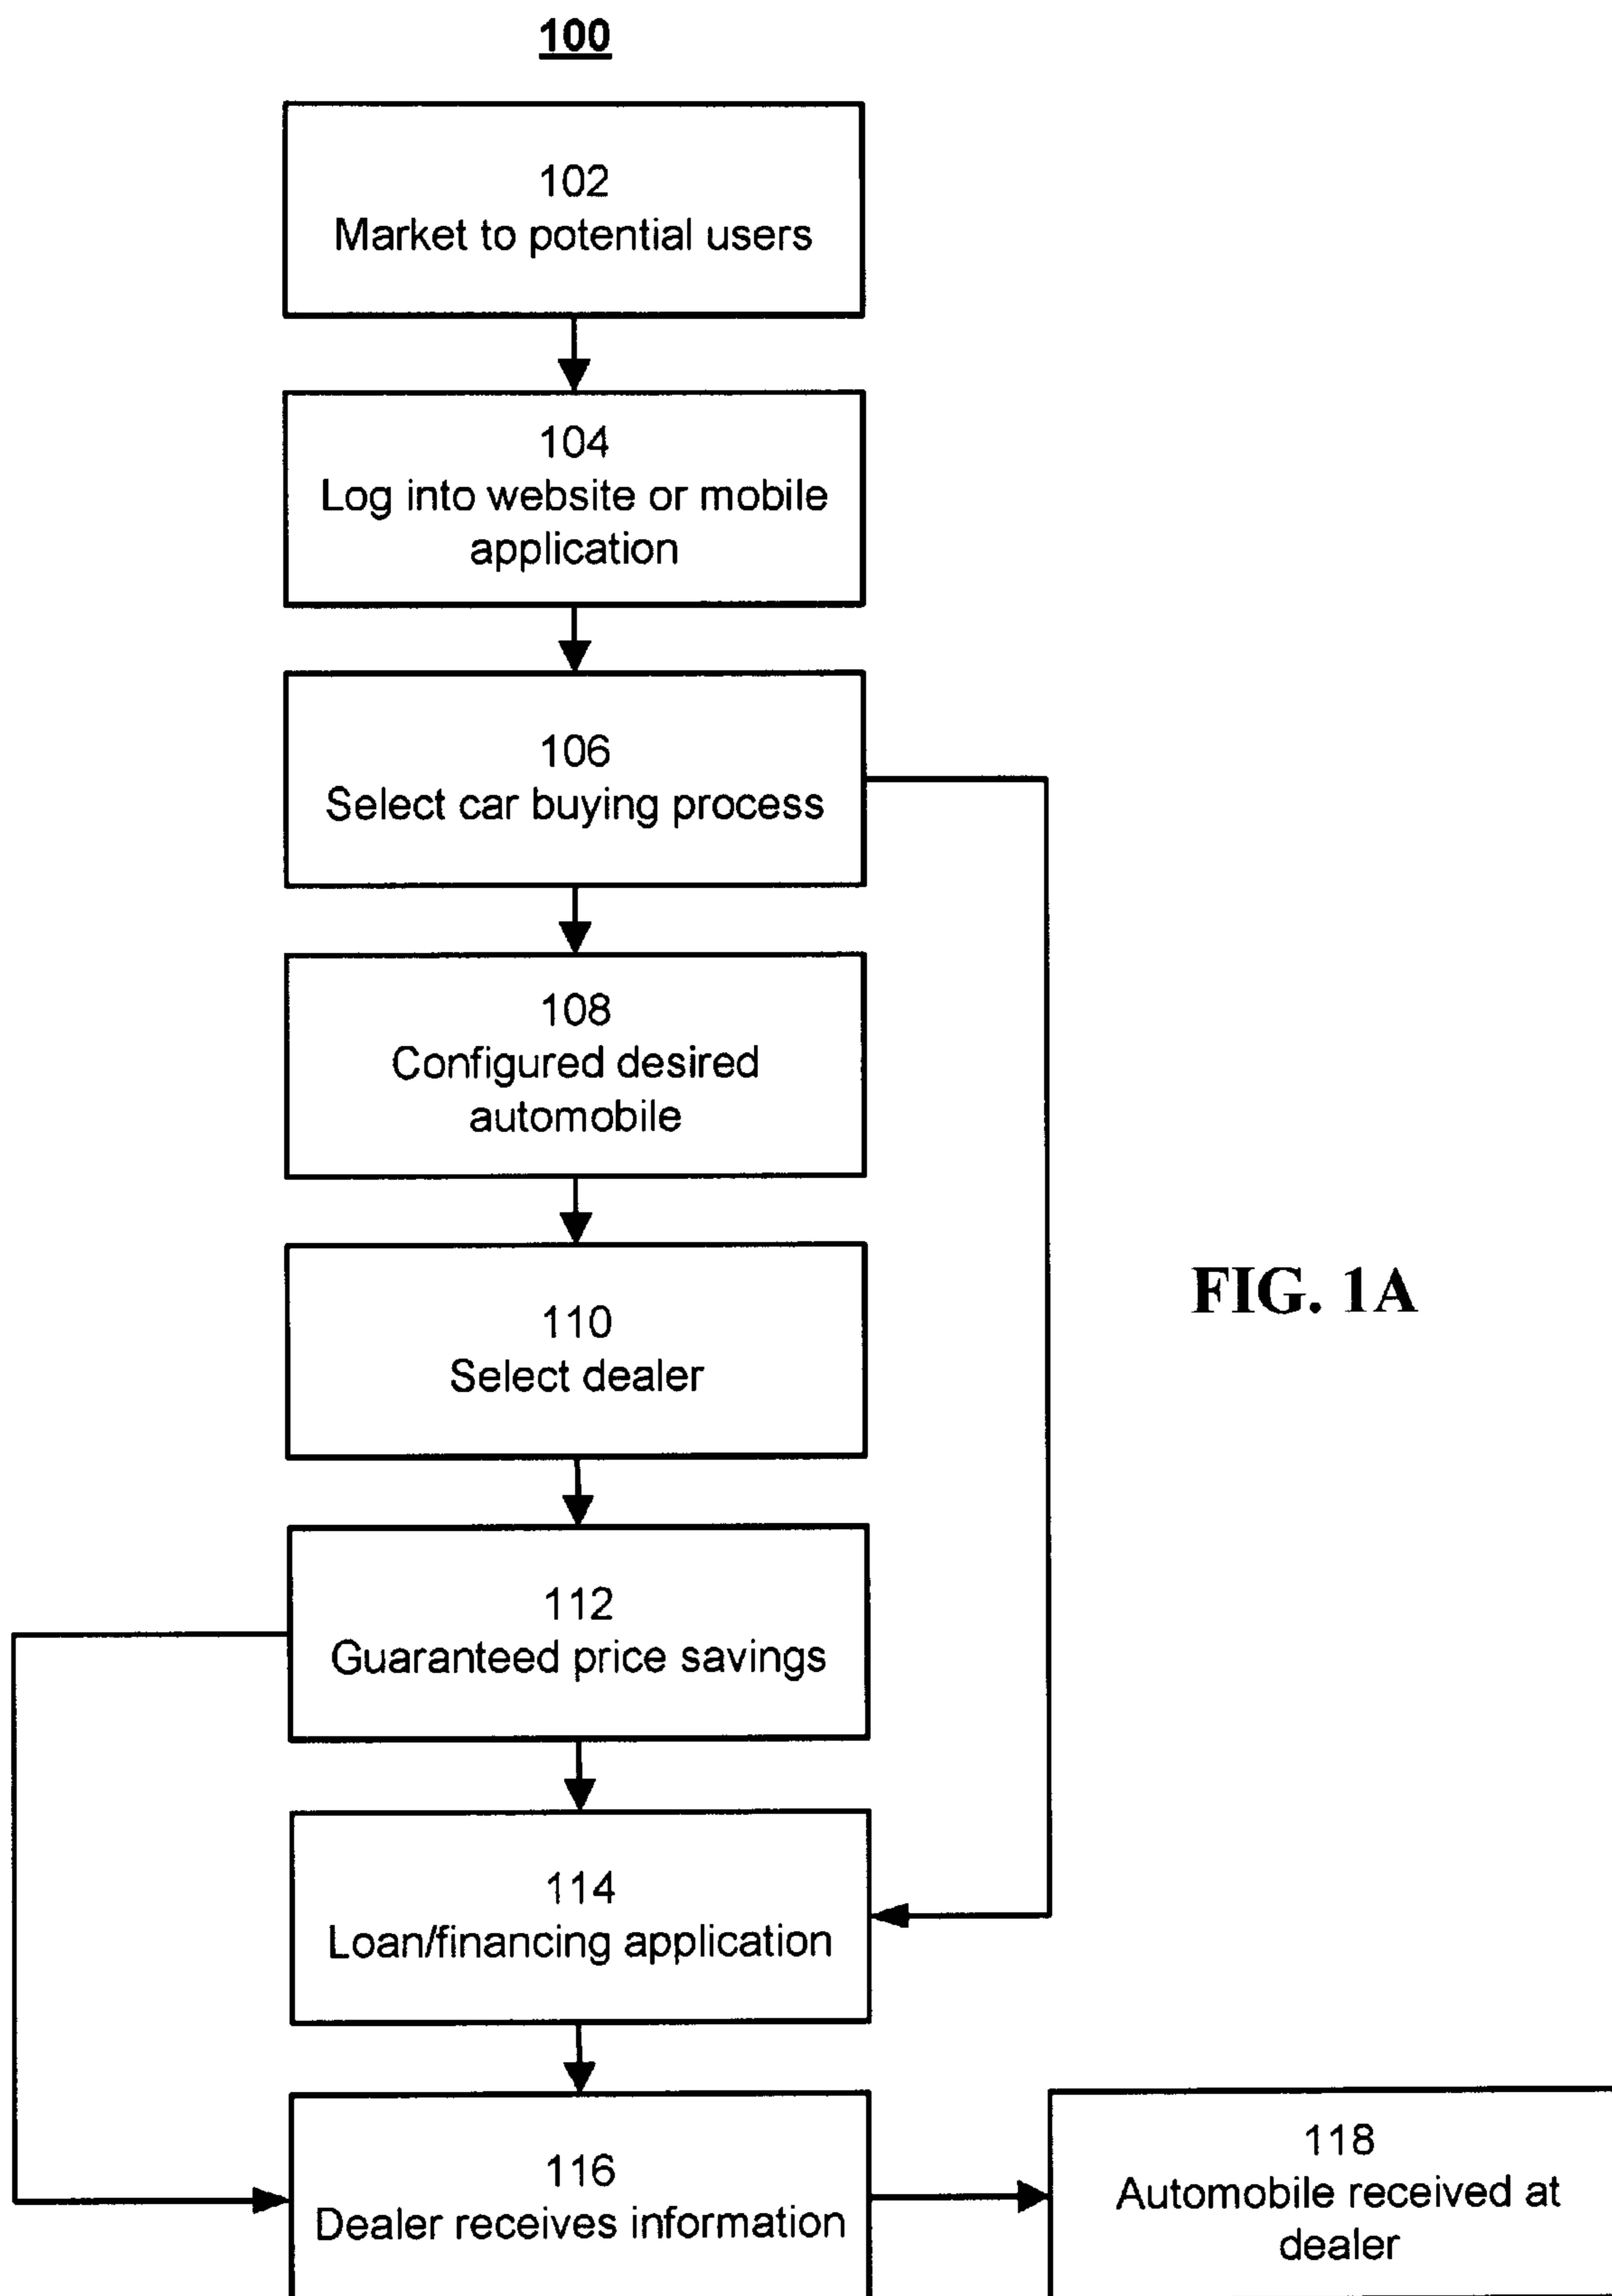 100
102
Market to potential users
104
Log into website or mobile
application
106
Select car buying process
108
Configured desired
automobile
110
Select dealer
FIG. 1A
112
Guaranteed price savings
114
Loan/financing application
116
Dealer receives information
118
Automobile received at
dealer